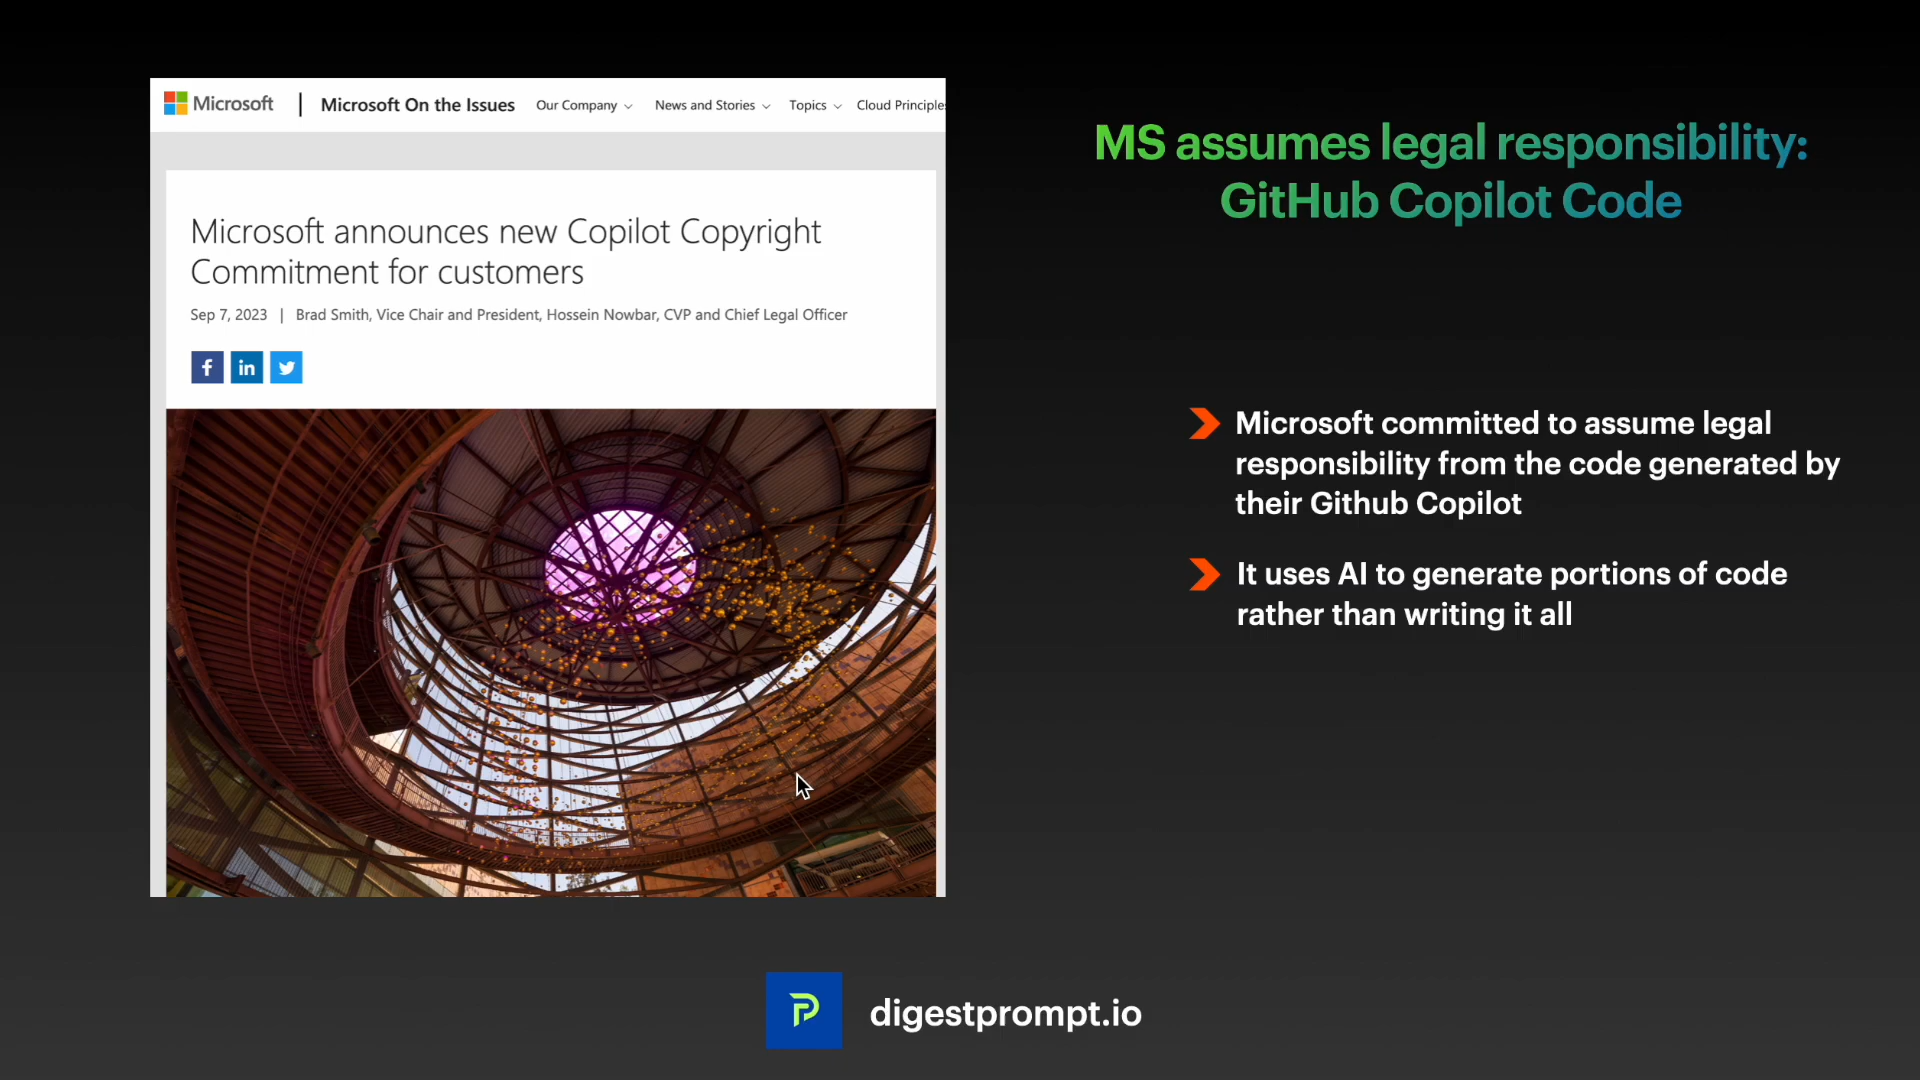 Microsoft | Microsoft On the Issues Our Company News and Stories Topics Cloud Principles
Microsoft announces new Copilot Copyright
Commitment for customers
Sep 7, 2023 | Brad Smith, Vice Chair and President, Hossein Nowbar, CVP and Chief Legal Officer
f in
MS assumes legal responsibility:
GitHub Copilot Code
Microsoft committed to assume legal
responsibility from the code generated by
their Github Copilot
It uses AI to generate portions of code
rather than writing it all
digestprompt.io